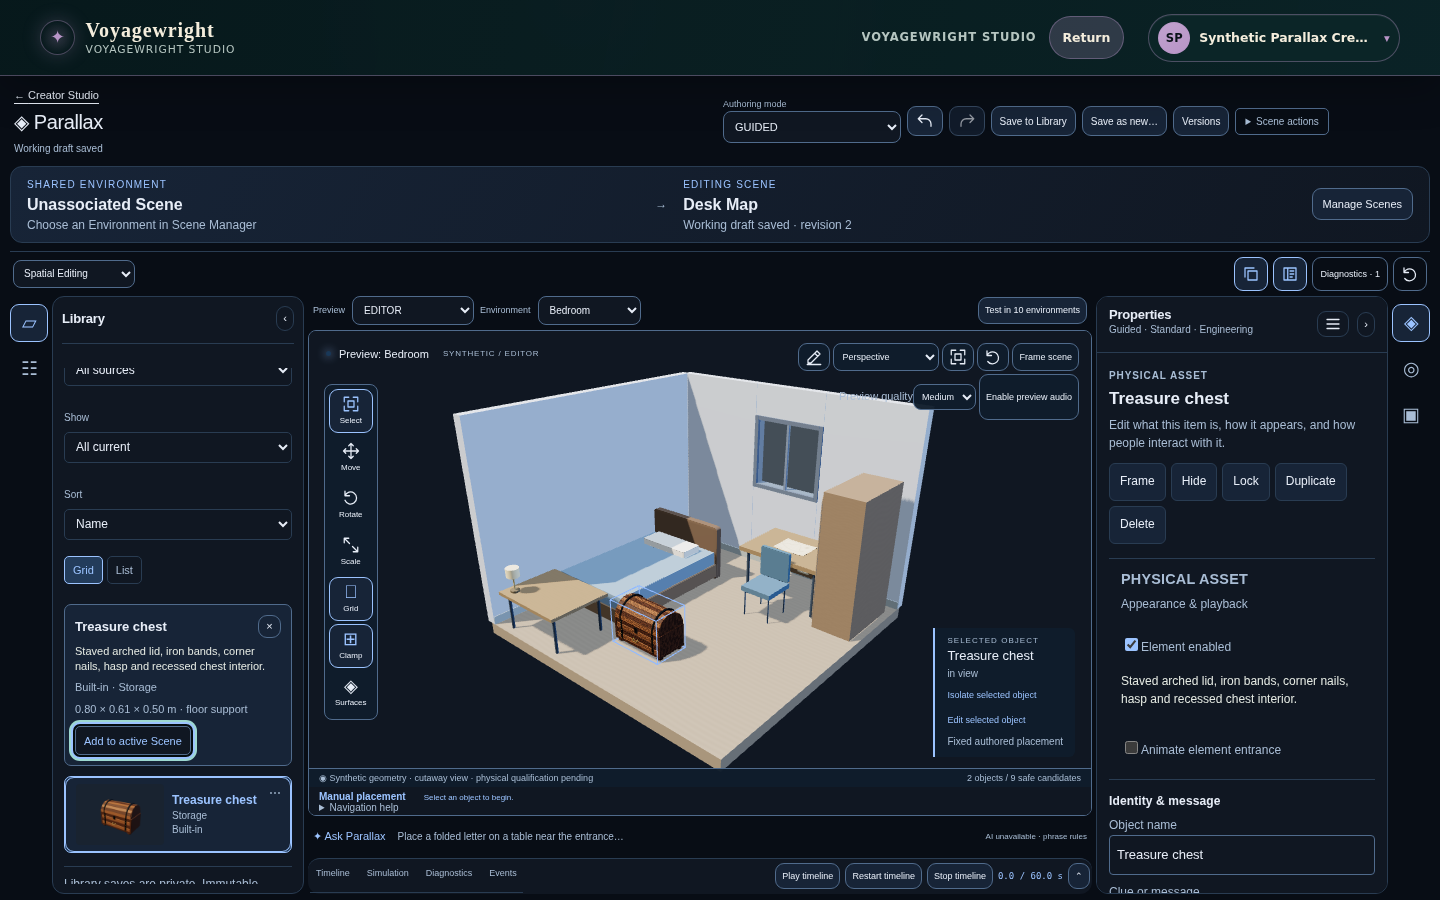 Voyagewright
VOYAGEWRIGHT STUDIO
VOYAGEWRIGHT STUDIO
Return
SP
Synthetic Parallax Cre…
← Creator Studio
◈ Parallax
Working draft saved
Authoring mode
GUIDED
Save to Library
Save as new…
Versions
Scene actions
SHARED ENVIRONMENT
Unassociated Scene
Choose an Environment in Scene Manager
→
EDITING SCENE
Desk Map
Working draft saved · revision 2
Manage Scenes
Spatial Editing
Diagnostics · 1
Library
All sources
Show
All current
Sort
Name
Grid
List
Treasure chest
×
Staved arched lid, iron bands, corner
nails, hasp and recessed chest interior.
Built-in · Storage
0.80 × 0.61 × 0.50 m · floor support
Add to active Scene
Treasure chest
Storage
Built-in
Library saves are private. Immutable
Preview
EDITOR
Environment
Bedroom
Test in 10 environments
Preview: Bedroom
SYNTHETIC / EDITOR
Perspective
Frame scene
Preview quality
Medium
Enable preview audio
Select
Move
Rotate
Scale
Grid
Clamp
Surfaces
SELECTED OBJECT
Treasure chest
in view
Isolate selected object
Edit selected object
Fixed authored placement
◉ Synthetic geometry · cutaway view · physical qualification pending
2 objects / 9 safe candidates
Manual placement
Select an object to begin.
Navigation help
✦ Ask Parallax
Place a folded letter on a table near the entrance…
AI unavailable · phrase rules
Timeline
Simulation
Diagnostics
Events
Play timeline
Restart timeline
Stop timeline
0.0 / 60.0 s
Properties
Guided · Standard · Engineering
PHYSICAL ASSET
Treasure chest
Edit what this item is, how it appears, and how
people interact with it.
Frame
Hide
Lock
Duplicate
Delete
PHYSICAL ASSET
Appearance & playback
Element enabled
Staved arched lid, iron bands, corner nails,
hasp and recessed chest interior.
Animate element entrance
Identity & message
Object name
Treasure chest
Clue or message